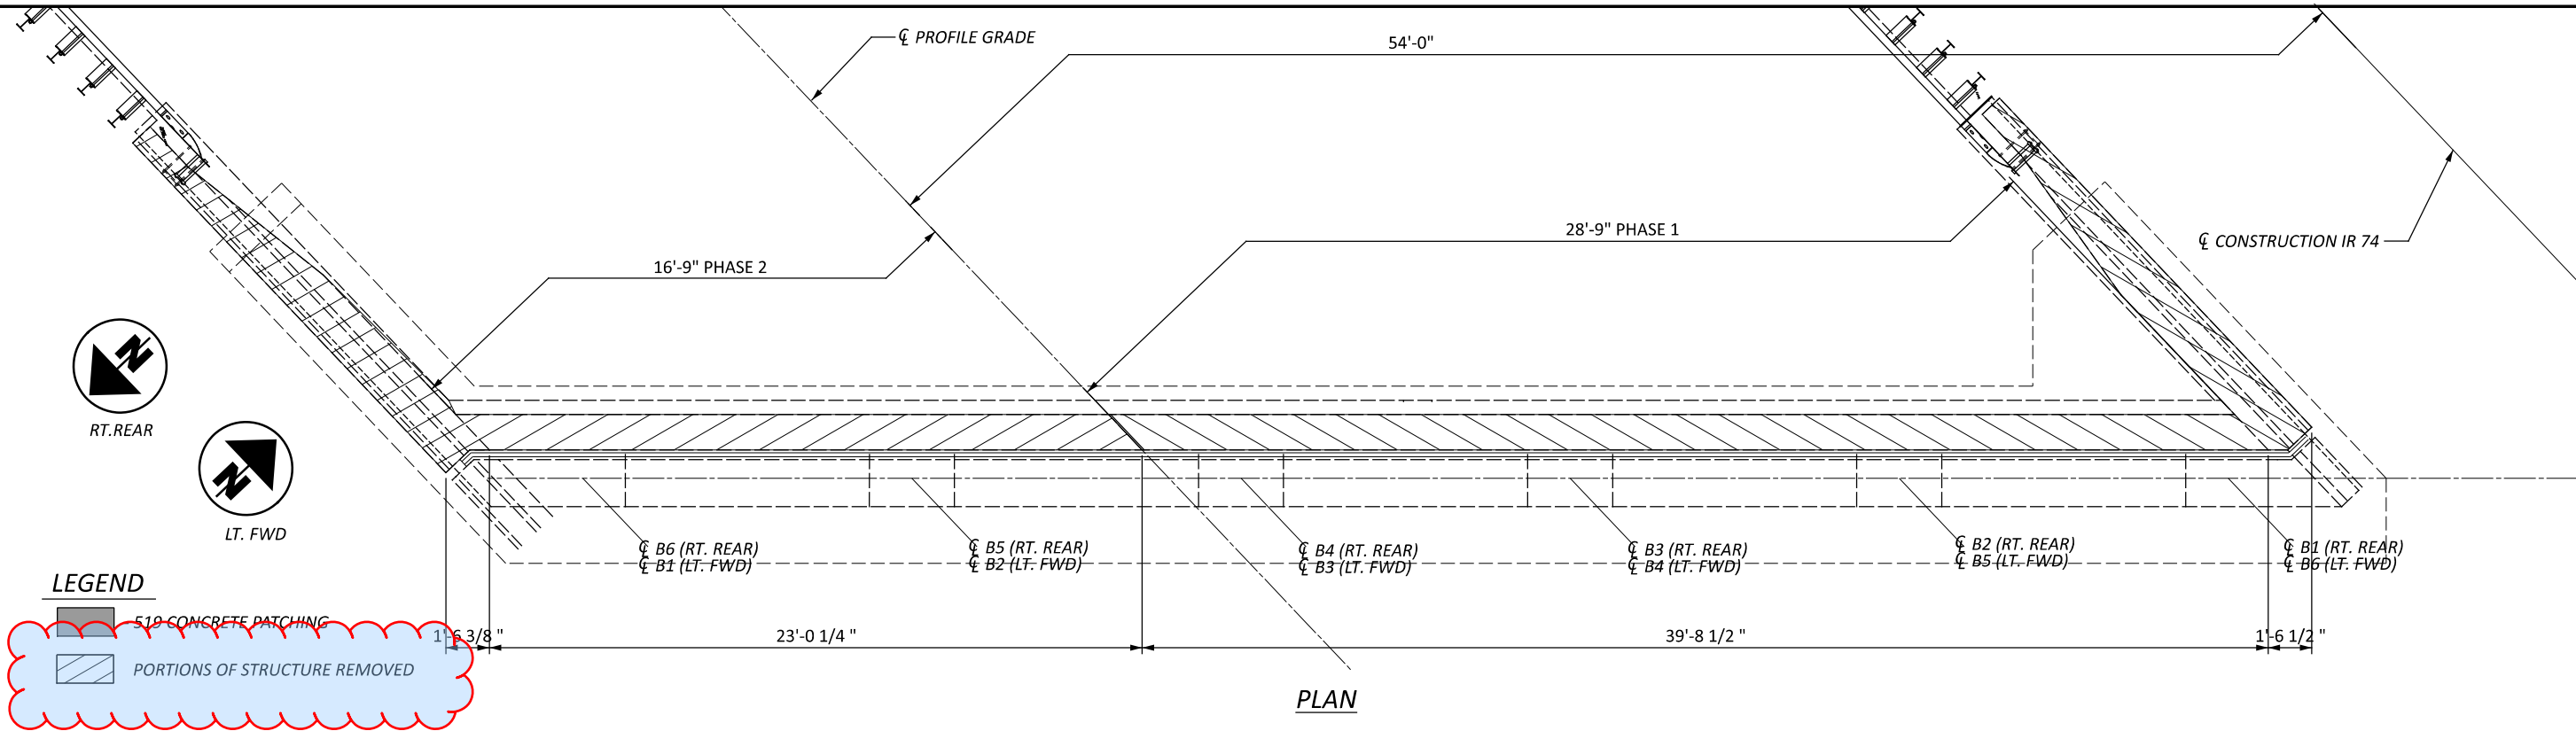 ℄ PROFILE GRADE
54'-0"
28'-9" PHASE 1
℄ CONSTRUCTION IR 74
16'-9" PHASE 2
N
RT.REAR
N
LT. FWD
℄ B6 (RT. REAR)
℄ B1 (LT. FWD)
℄ B5 (RT. REAR)
℄ B2 (LT. FWD)
℄ B4 (RT. REAR)
℄ B3 (LT. FWD)
℄ B3 (RT. REAR)
℄ B4 (LT. FWD)
℄ B2 (RT. REAR)
℄ B5 (LT. FWD)
℄ B1 (RT. REAR)
℄ B6 (LT. FWD)
LEGEND
519 CONCRETE PATCHING
PORTIONS OF STRUCTURE REMOVED
1'-6 3/8 "
23'-0 1/4 "
39'-8 1/2 "
1'-6 1/2 "
PLAN